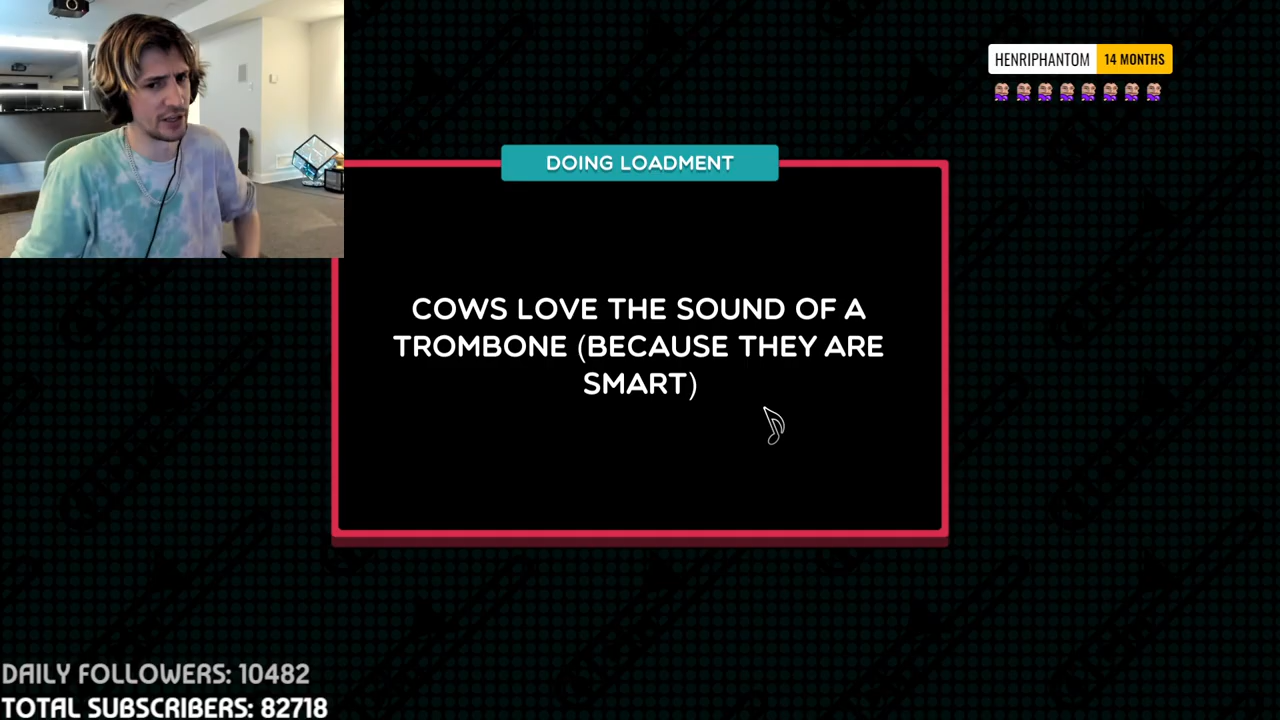 HENRIPHANTOM 14 MONTHS
DOING LOADMENT
COWS LOVE THE SOUND OF A
TROMBONE (BECAUSE THEY ARE
SMART)
DAILY FOLLOWERS: 10482
TOTAL SUBSCRIBERS: 82718